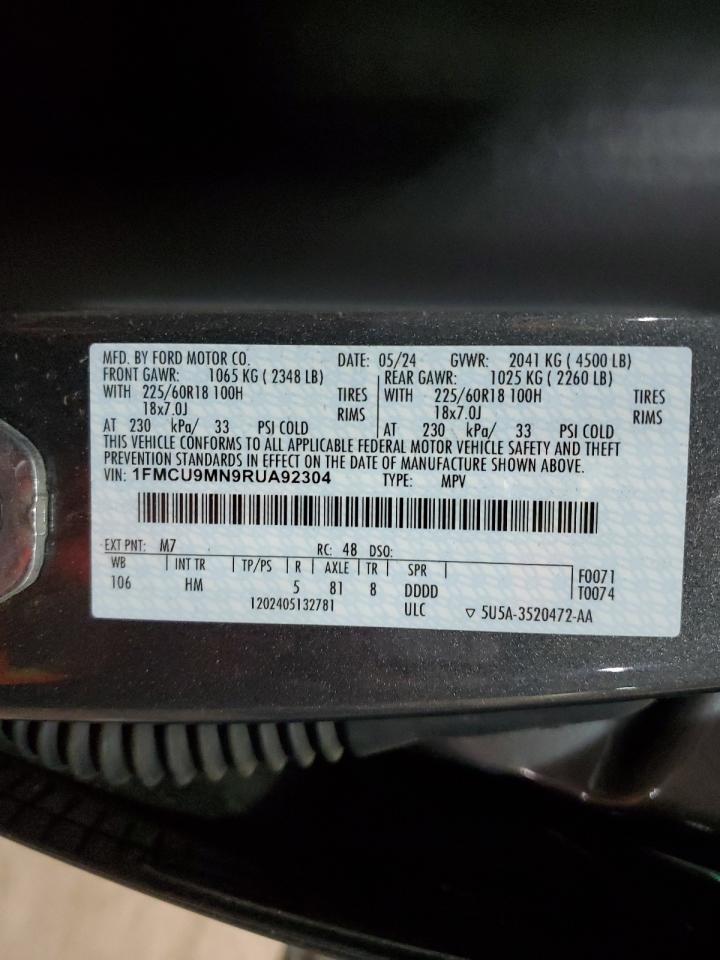 MFD. BY FORD MOTOR CO. DATE: 05/24 GVWR: 2041 KG ( 4500 LB)
FRONT GAWR: 1065 KG ( 2348 LB) REAR GAWR: 1025 KG ( 2260 LB)
WITH 225/60R18 100H TIRES WITH 225/60R18 100H TIRES
18x7.0J RIMS 18x7.0J RIMS
AT 230 kPa/ 33 PSI COLD AT 230 kPa/ 33 PSI COLD
THIS VEHICLE CONFORMS TO ALL APPLICABLE FEDERAL MOTOR VEHICLE SAFETY AND THEFT
PREVENTION STANDARDS IN EFFECT ON THE DATE OF MANUFACTURE SHOWN ABOVE.
VIN: 1FMCU9MN9RUA92304 TYPE: MPV
EXT PNT: M7 RC: 48 DSO:
WB INT TR TP/PS R AXLE TR SPR F0071
106 HM 5 81 8 DDDD T0074
1202405132781 ULC ▽ 5U5A-3520472-AA